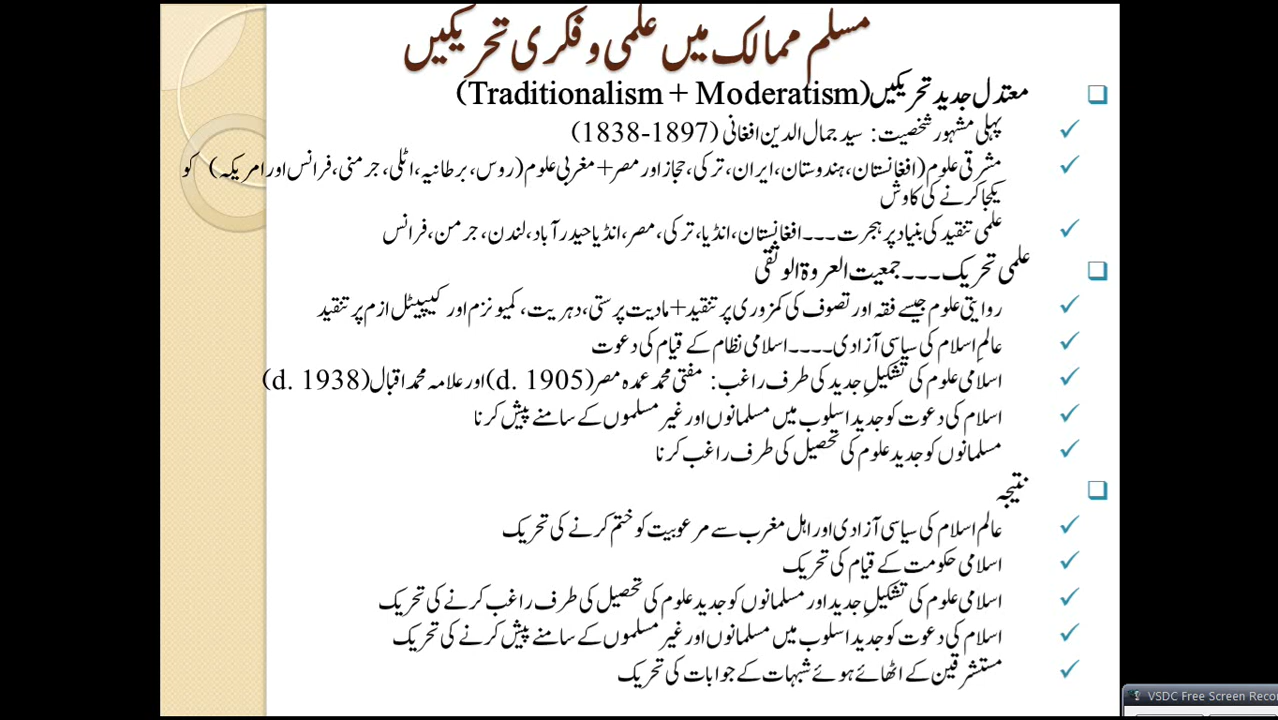 مسلم ممالک میں علمی و فکری تحریکیں
معتدل جدید تحریکیں(Traditionalism + Moderatism)
پہلی مشہور شخصیت: سید جمال الدین افغانی (1838-1897)
مشرقی علوم(افغانستان، ہندوستان، ایران، ترکی، حجاز اور مصر+ مغربی علوم(روس، برطانیہ، اٹلی، جرمنی، فرانس اور امریکہ) کو
یکجا کرنے کی کاوش
علمی تنقید کی بنیاد پر ہجرت۔۔۔ افغانستان، انڈیا، ترکی، مصر، انڈیا حیدر آباد، لندن، جرمن، فرانس
علمی تحریک۔۔۔ جمعیت العروۃ الوثقی
روایتی علوم جیسے فقہ اور تصوف کی کمزوری پر تنقید+ مادیت پرستی، دہریت، کمیونزم اور کیپیٹل ازم پر تنقید
عالمِ اسلام کی سیاسی آزادی۔۔۔۔ اسلامی نظام کے قیام کی دعوت
اسلامی علوم کی تشکیلِ جدید کی طرف راغب: مفتی محمد عمدہ مصر(d. 1905) اور علامہ محمد اقبال(d. 1938)
اسلام کی دعوت کو جدید اسلوب میں مسلمانوں اور غیر مسلموں کے سامنے پیش کرنا
مسلمانوں کو جدید علوم کی تحصیل کی طرف راغب کرنا
نتیجہ
عالم اسلام کی سیاسی آزادی اور اہل مغرب سے مرعوبیت کو ختم کرنے کی تحریک
اسلامی حکومت کے قیام کی تحریک
اسلامی علوم کی تشکیلِ جدید اور مسلمانوں کو جدید علوم کی تحصیل کی طرف راغب کرنے کی تحریک
اسلام کی دعوت کو جدید اسلوب میں مسلمانوں اور غیر مسلموں کے سامنے پیش کرنے کی تحریک
مستشرقین کے اٹھائے ہوئے شبہات کے جوابات کی تحریک
VSDC Free Screen Recor